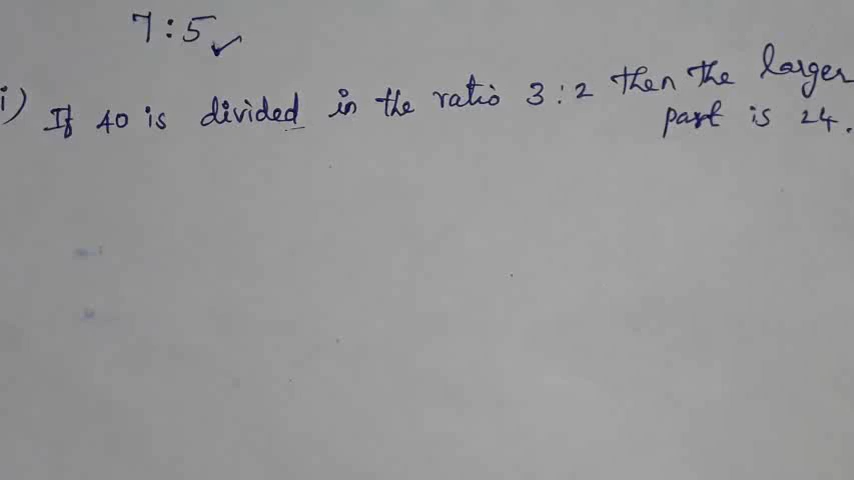 7:5
i) If 40 is divided in the ratio 3:2 then the larger
part is 24.